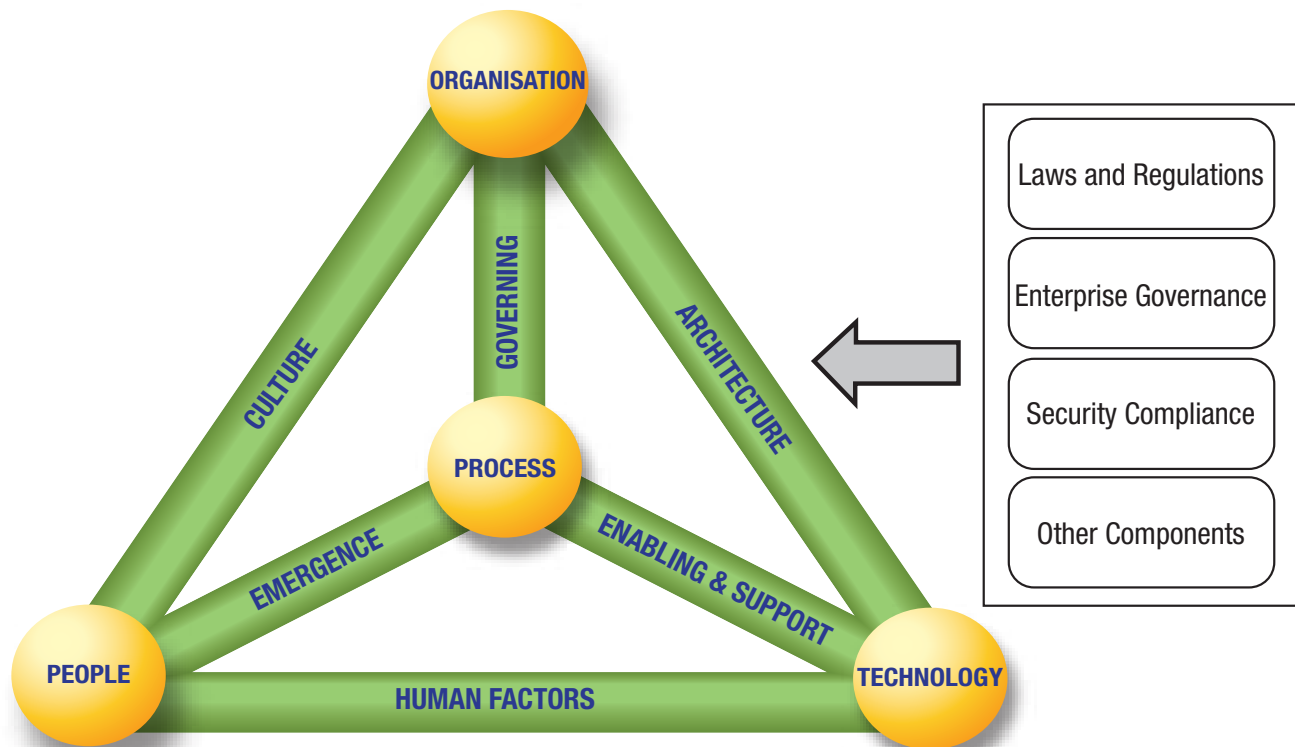 ORGANISATION
GOVERNING
CULTURE
ARCHITECTURE
PROCESS
EMERGENCE
ENABLING & SUPPORT
PEOPLE
HUMAN FACTORS
TECHNOLOGY
Laws and Regulations
Enterprise Governance
Security Compliance
Other Components